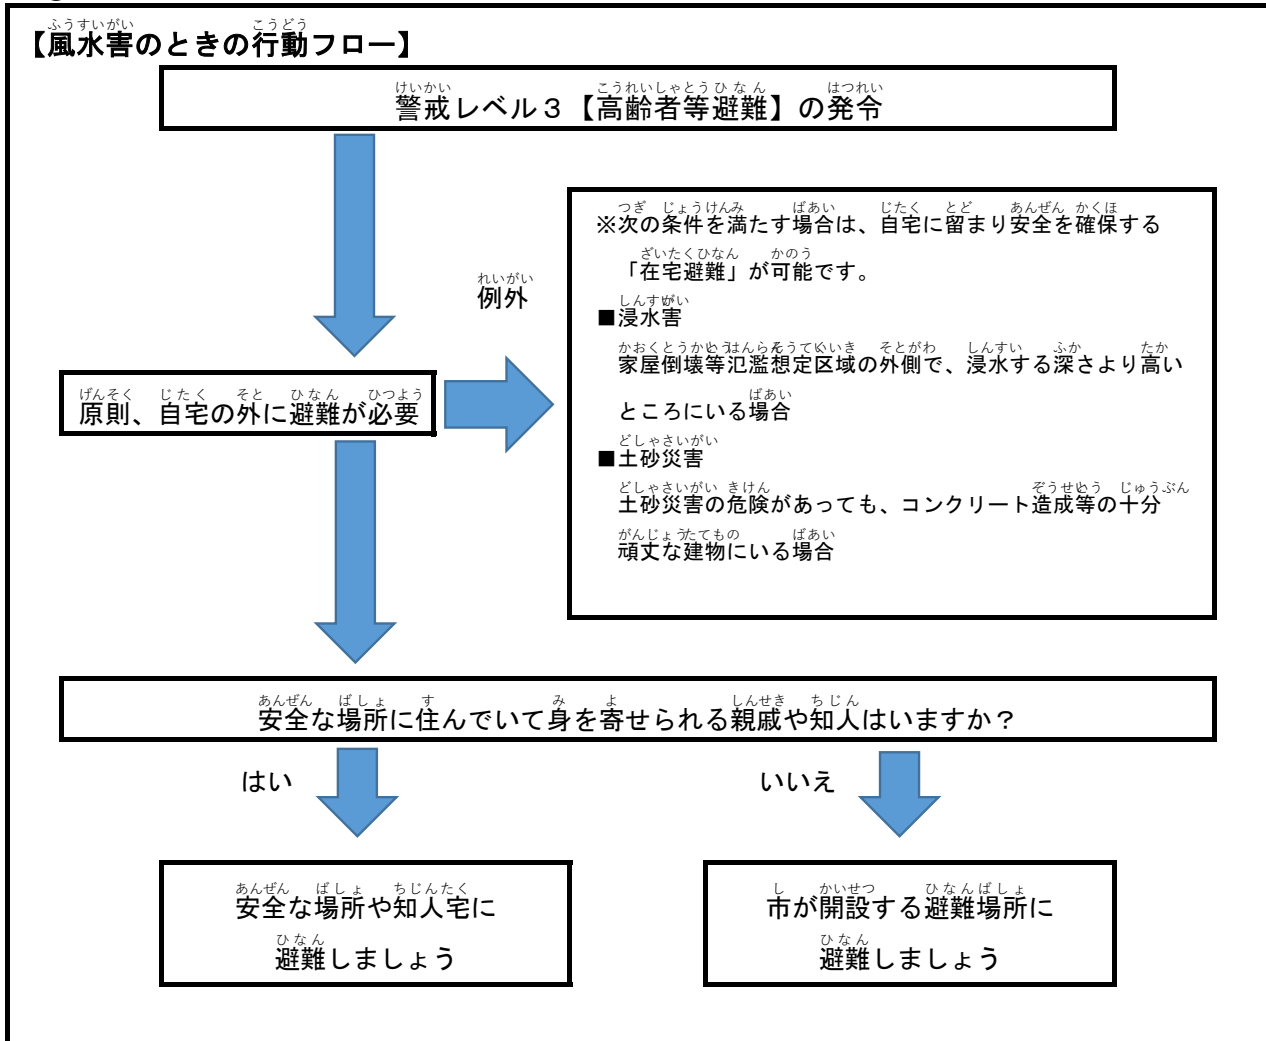 【風水害のときの行動フロー】
警戒レベル３【高齢者等避難】の発令
※次の条件を満たす場合は、自宅に留まり安全を確保する
「在宅避難」が可能です。
例外
■浸水害
家屋倒壊等氾濫想定区域の外側で、浸水する深さより高い
ところにいる場合
原則、自宅の外に避難が必要
■土砂災害
土砂災害の危険があっても、コンクリート造成等の十分
頑丈な建物にいる場合
安全な場所に住んでいて身を寄せられる親戚や知人はいますか？
はい
いいえ
安全な場所や知人宅に
避難しましょう
市が開設する避難場所に
避難しましょう